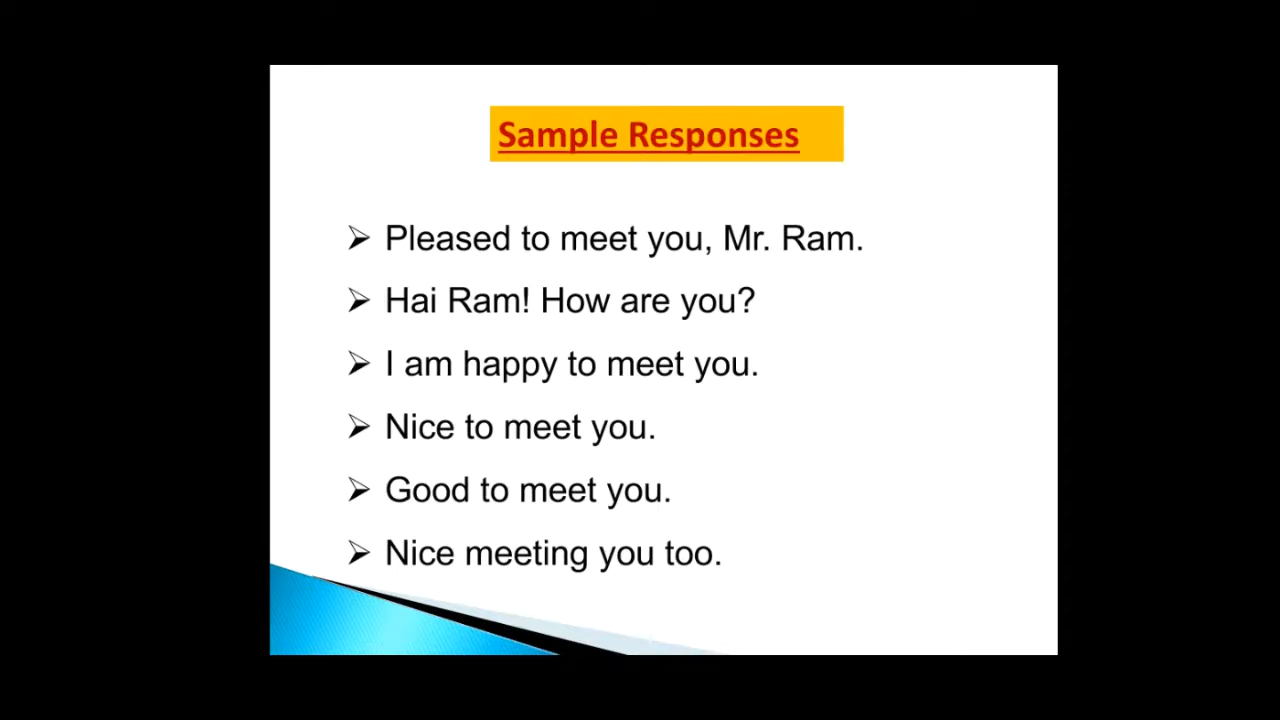 Sample Responses
Pleased to meet you, Mr. Ram.
Hai Ram! How are you?
I am happy to meet you.
Nice to meet you.
Good to meet you.
Nice meeting you too.